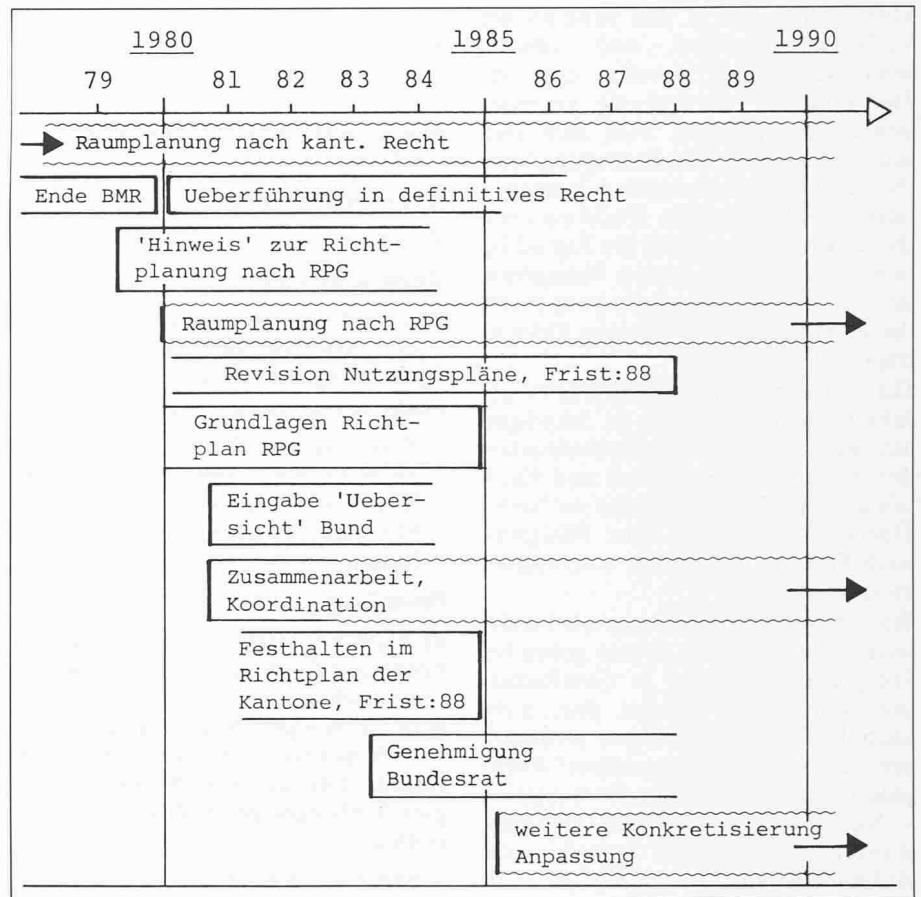 1980 1985 1990
79 81 82 83 84 86 87 88 89
Raumplanung nach kant. Recht
Ende BMR Ueberführung in definitives Recht
'Hinweis' zur Richt-
planung nach RPG
Raumplanung nach RPG
Revision Nutzungspläne, Frist:88
Grundlagen Richt-
plan RPG
Eingabe 'Ueber-
sicht' Bund
Zusammenarbeit,
Koordination
Festhalten im
Richtplan der
Kantone, Frist:88
Genehmigung
Bundesrat
weitere Konkretisierung
Anpassung